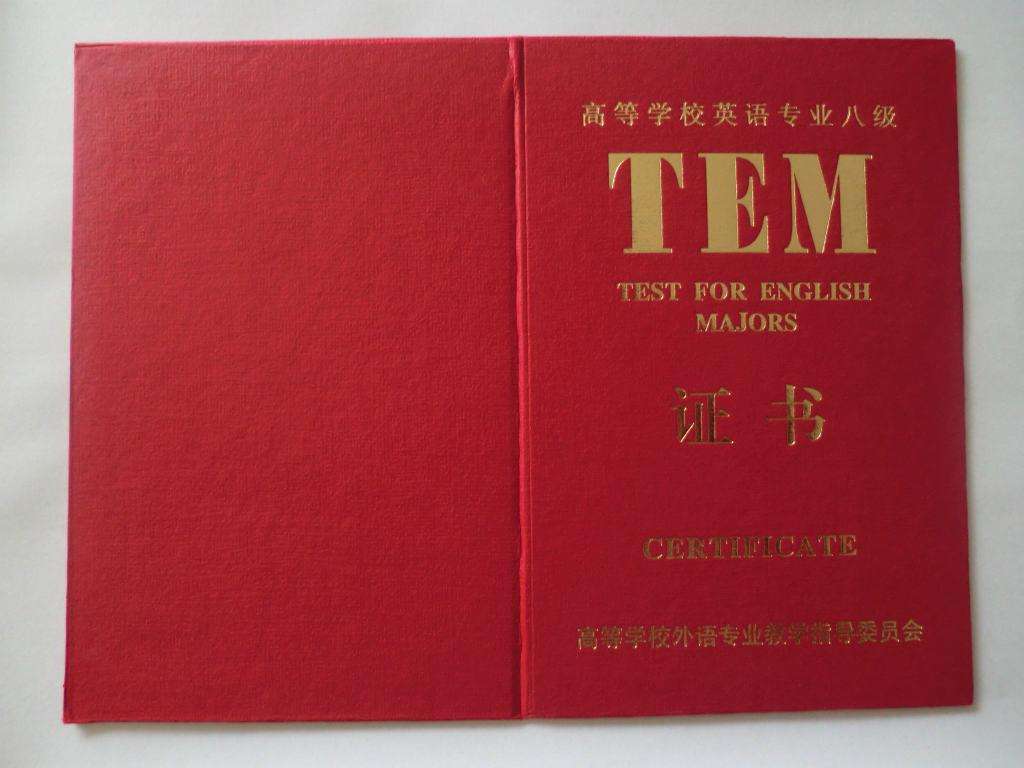 高等学校英语专业八级
TEM
TEST FOR ENGLISH
MAJORS
证书
CERTIFICATE
高等学校外语专业教学指导委员会